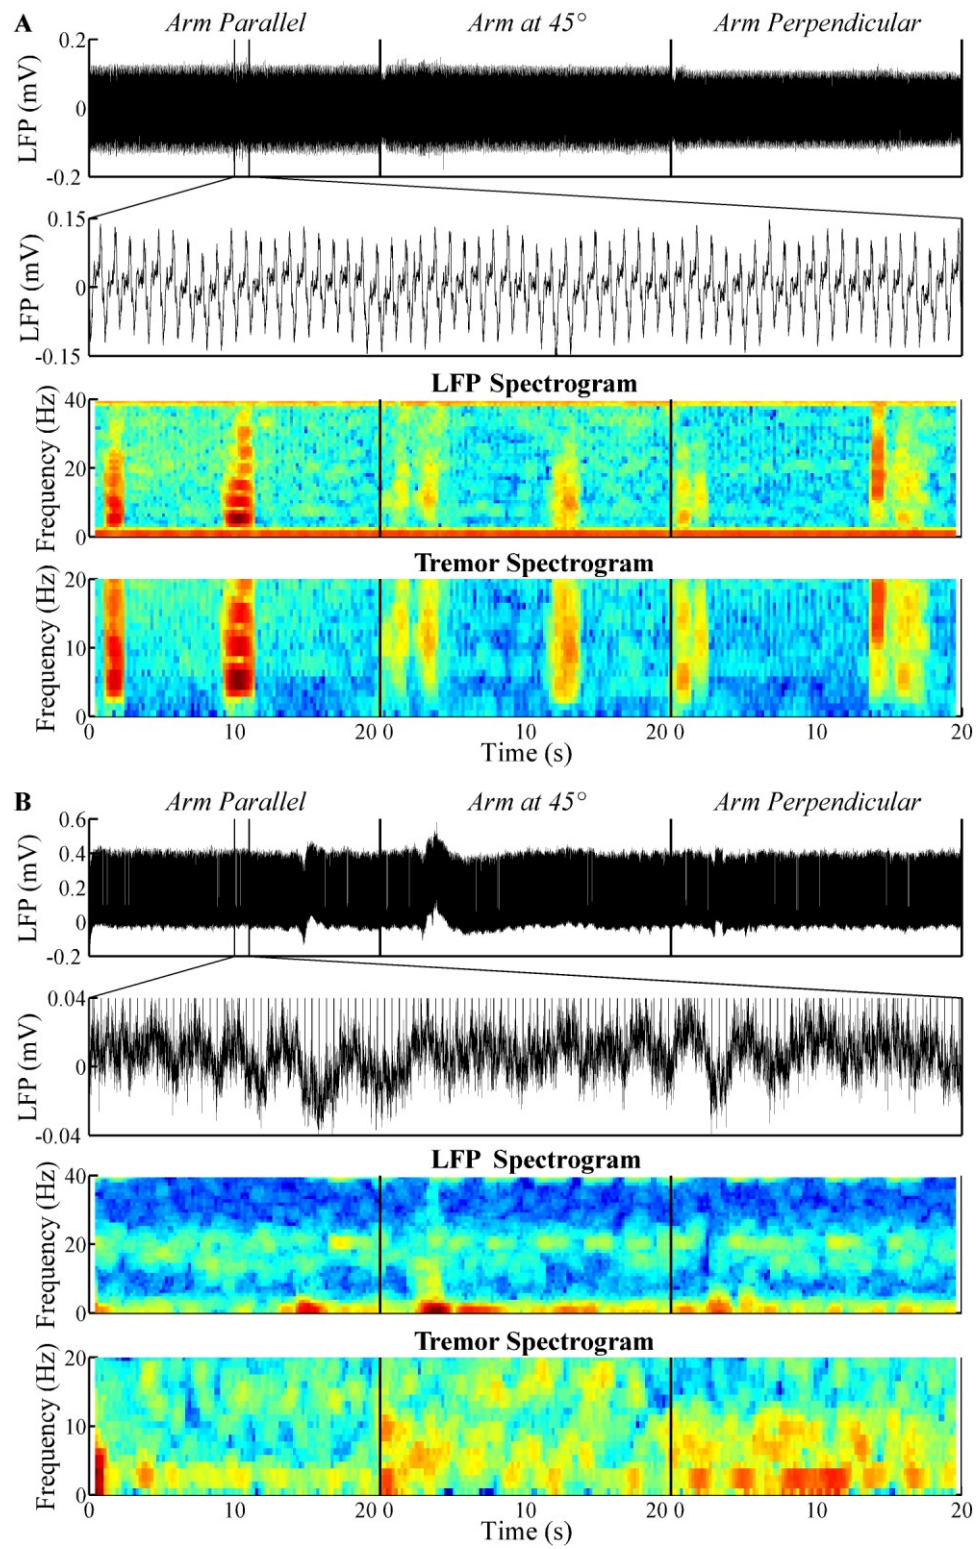 A Arm Parallel Arm at 45° Arm Perpendicular
LFP (mV)
0.2
0
-0.2
LFP (mV)
0.15
0
-0.15
LFP Spectrogram
Frequency (Hz)
40
20
0
Tremor Spectrogram
Frequency (Hz)
20
10
0
0 10 20 0 10 20 0 10 20
Time (s)
B Arm Parallel Arm at 45° Arm Perpendicular
LFP (mV)
0.6
0.4
0.2
0
-0.2
LFP (mV)
0.04
0
-0.04
LFP Spectrogram
Frequency (Hz)
40
20
0
Tremor Spectrogram
Frequency (Hz)
20
10
0
0 10 20 0 10 20 0 10 20
Time (s)